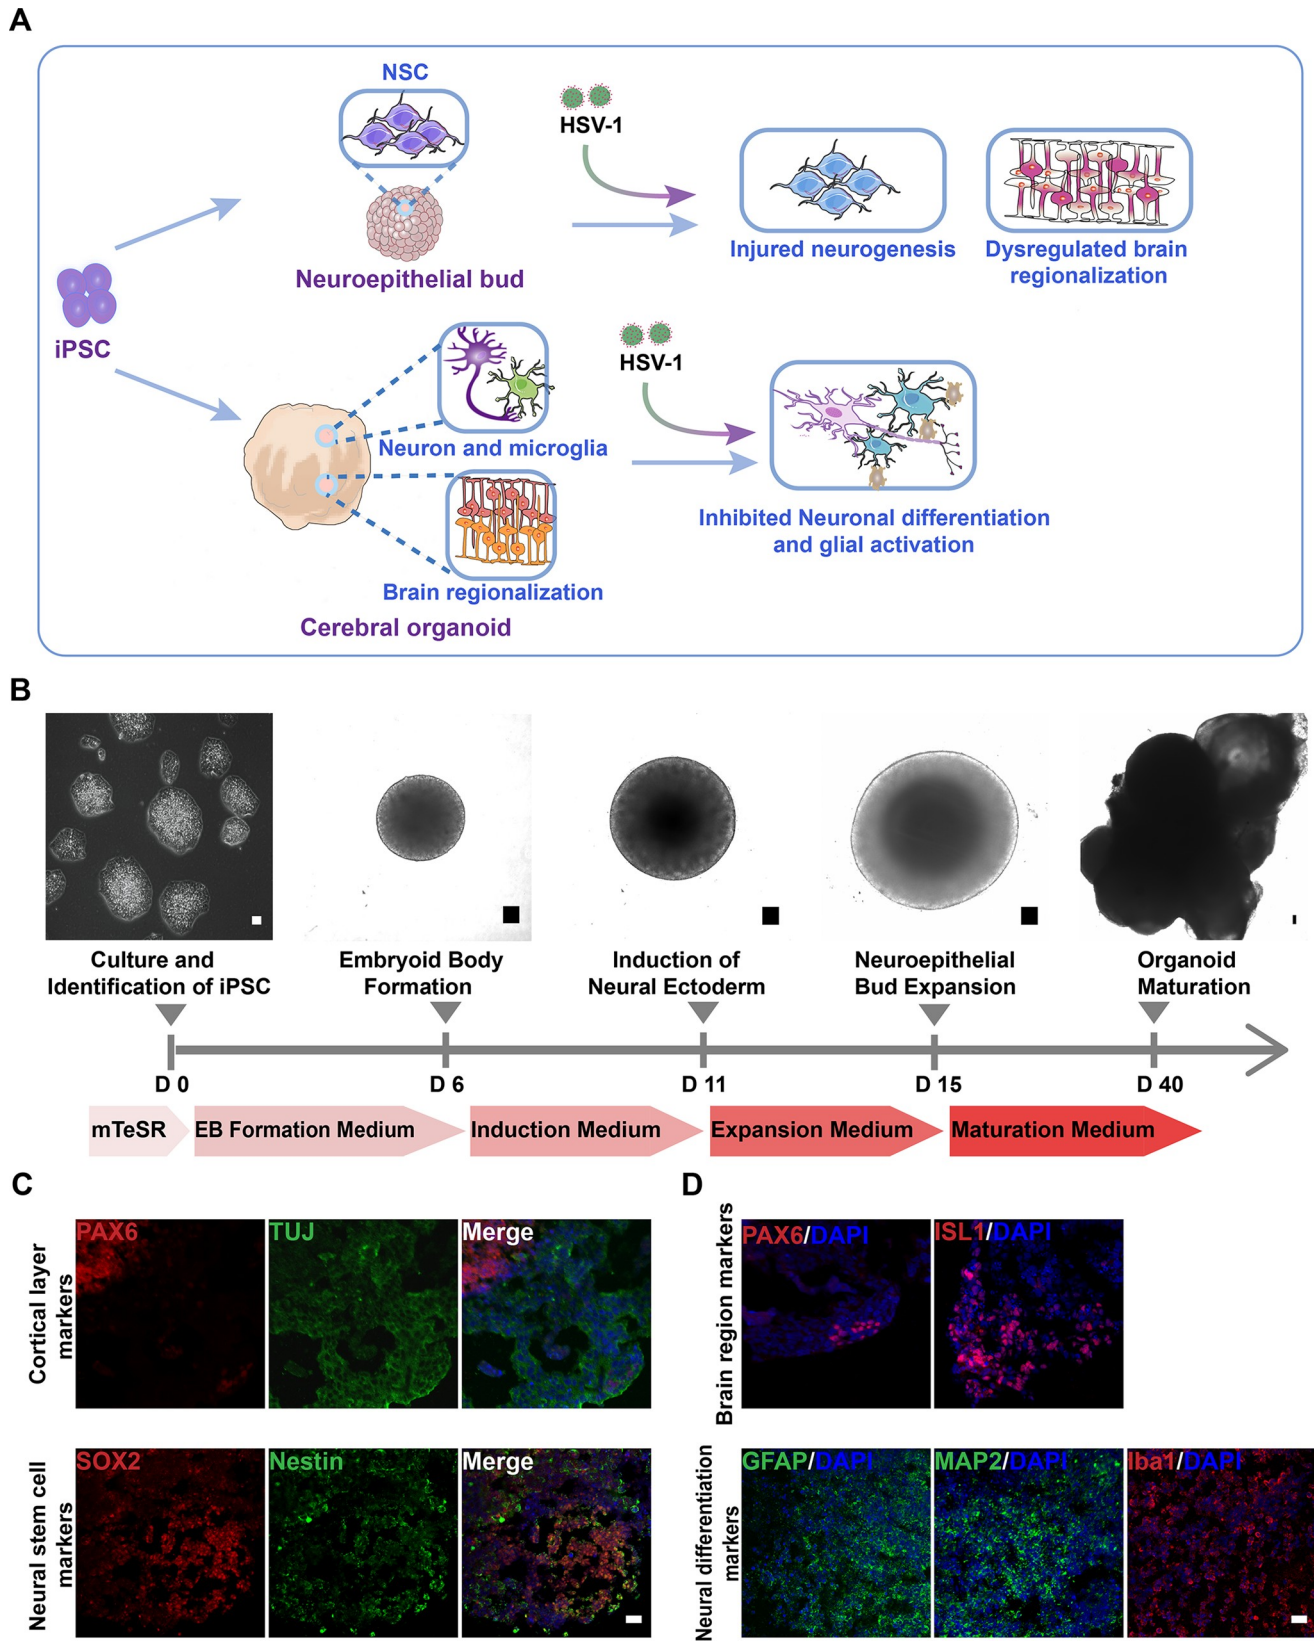 A
NSC
HSV-1
Injured neurogenesis
Dysregulated brain
regionalization
Neuroepithelial bud
iPSC
HSV-1
Neuron and microglia
Inhibited Neuronal differentiation
and glial activation
Brain regionalization
Cerebral organoid
B
Culture and
Identification of iPSC
Embryoid Body
Formation
Induction of
Neural Ectoderm
Neuroepithelial
Bud Expansion
Organoid
Maturation
D 0
D 6
D 11
D 15
D 40
mTeSR
EB Formation Medium
Induction Medium
Expansion Medium
Maturation Medium
C
Cortical layer
markers
PAX6
TUJ
Merge
Neural stem cell
markers
SOX2
Nestin
Merge
D
Brain region markers
PAX6/DAPI
ISL1/DAPI
Neural differentiation
markers
GFAP/DAPI
MAP2/DAPI
Iba1/DAPI